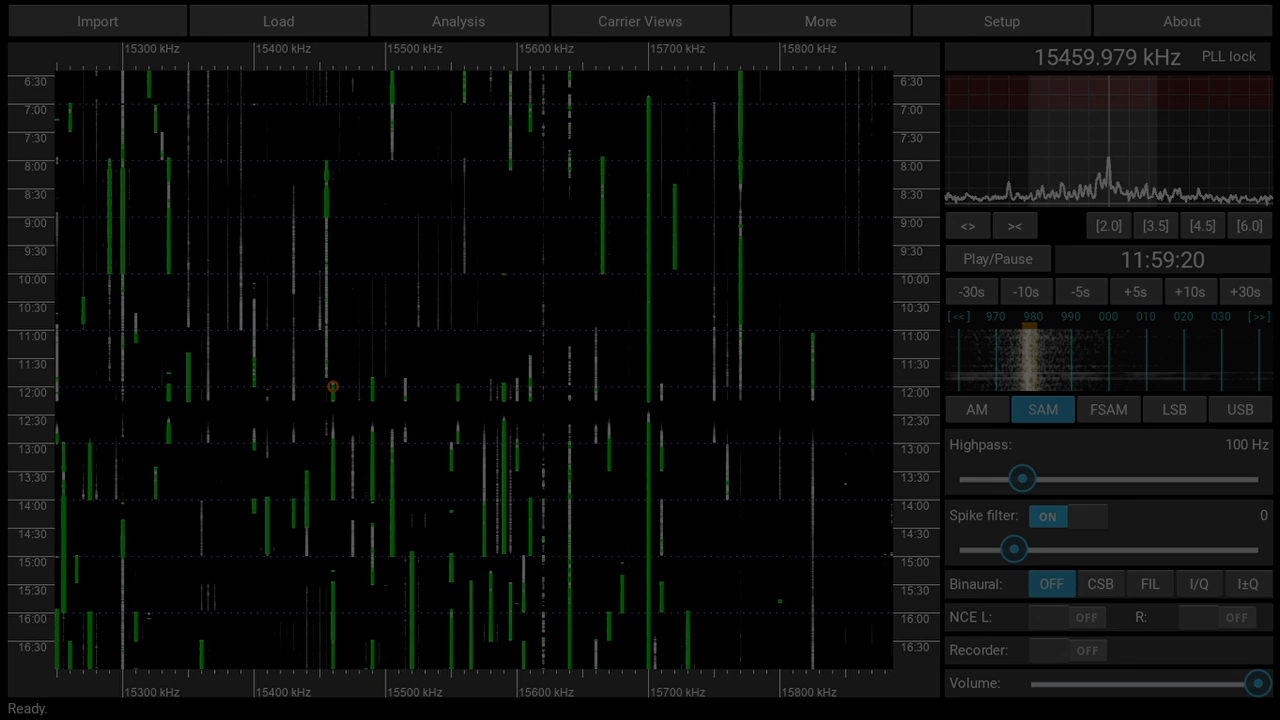 Import Load Analysis Carrier Views More Setup About
15300 kHz 15400 kHz 15500 kHz 15600 kHz 15700 kHz 15800 kHz
15459.979 kHz PLL lock
6:30 6:30
7:00 7:00
7:30 7:30
8:00 8:00
8:30 8:30
9:00 9:00
9:30 9:30
10:00 10:00
10:30 10:30
11:00 11:00
11:30 11:30
12:00 12:00
12:30 12:30
13:00 13:00
13:30 13:30
14:00 14:00
14:30 14:30
15:00 15:00
15:30 15:30
16:00 16:00
16:30 16:30
15300 kHz 15400 kHz 15500 kHz 15600 kHz 15700 kHz 15800 kHz
<> >< [2.0] [3.5] [4.5] [6.0]
Play/Pause 11:59:20
-30s -10s -5s +5s +10s +30s
[<<] 970 980 990 000 010 020 030 [>>]
AM SAM FSAM LSB USB
Highpass: 100 Hz
Spike filter: ON 0
Binaural: OFF CSB FIL I/Q I±Q
NCE L: OFF R: OFF
Recorder: OFF
Volume:
Ready.